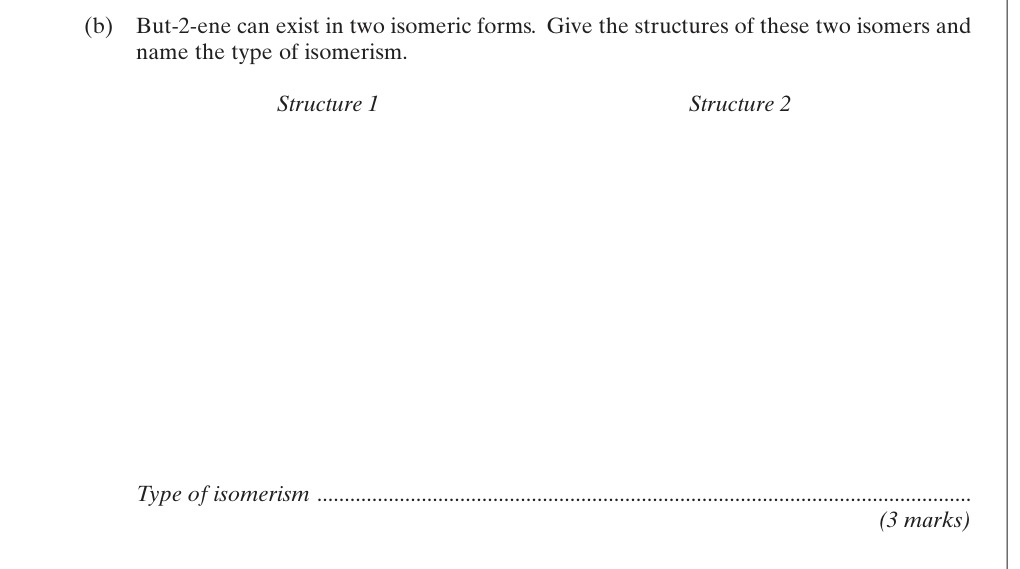 (b) But-2-ene can exist in two isomeric forms. Give the structures of these two isomers and
name the type of isomerism.
Structure 1 Structure 2
Type of isomerism ........................................................................................................................
(3 marks)